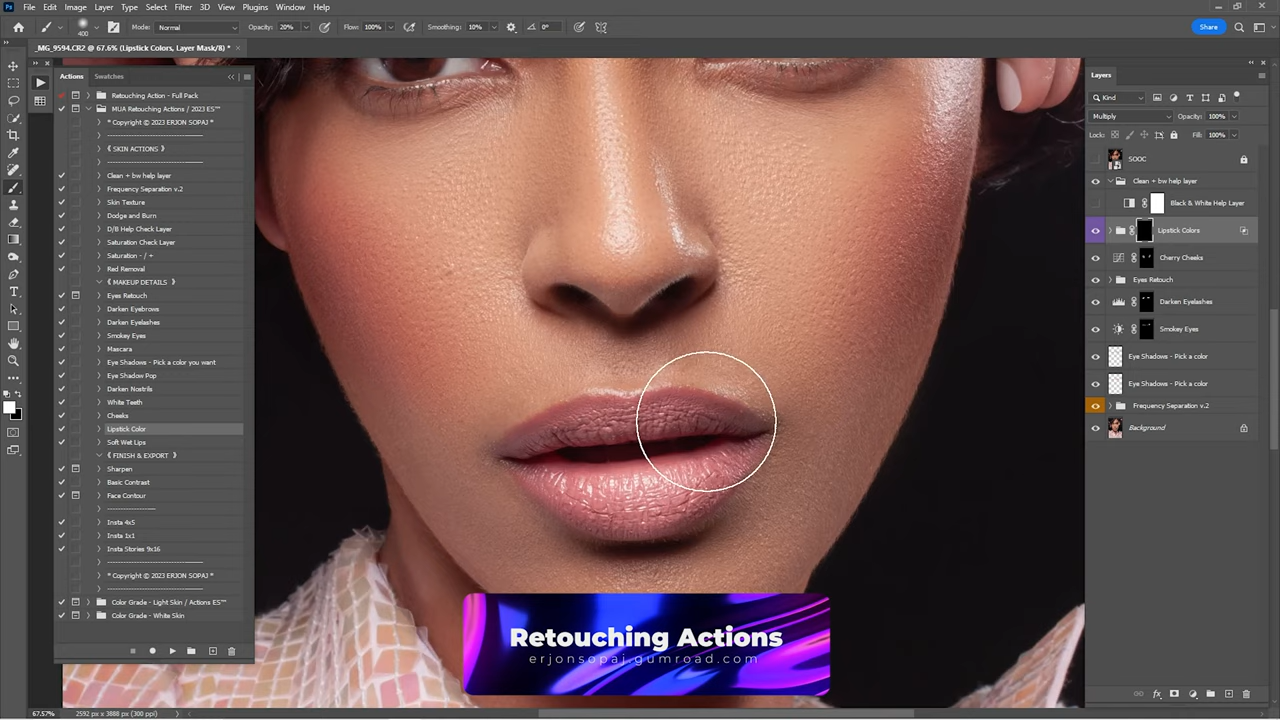 Ps File Edit Image Layer Type Select Filter 3D View Plugins Window Help
400 Mode: Normal Opacity: 20% Flow: 100% Smoothing: 10% 0° Share
_MG_9594.CR2 @ 67.6% (Lipstick Colors, Layer Mask/8) *
Actions Swatches
Retouching Action - Full Pack
MUA Retouching Actions / 2023 ES™
* Copyright © 2023 ERJON SOPAJ *
----------------------------
《 SKIN ACTIONS 》
----------------------------
Clean + bw help layer
Frequency Separation v.2
Skin Texture
Dodge and Burn
D/B Help Check Layer
Saturation Check Layer
Saturation - / +
Red Removal
《 MAKEUP DETAILS 》
Eyes Retouch
Darken Eyebrows
Darken Eyelashes
Smokey Eyes
Mascara
Eye Shadows - Pick a color you want
Eye Shadow Pop
Darken Nostrils
White Teeth
Cheeks
Lipstick Color
Soft Wet Lips
《 FINISH & EXPORT 》
Sharpen
Basic Contrast
Face Contour
--------------------
Insta 4x5
Insta 1x1
Insta Stories 9x16
----------------------------
* Copyright © 2023 ERJON SOPAJ *
----------------------------
Color Grade - Light Skin / Actions ES™
Color Grade - White Skin
Layers
Kind
Multiply Opacity: 100%
Lock: Fill: 100%
SOOC
Clean + bw help layer
Black & White Help Layer
Lipstick Colors
Cherry Cheeks
Eyes Retouch
Darken Eyelashes
Smokey Eyes
Eye Shadows - Pick a color
Eye Shadows - Pick a color
Frequency Separation v.2
Background
Retouching Actions
erjonsopaj.gumroad.com
67.57% 2592 px x 3888 px (300 ppi)
fx